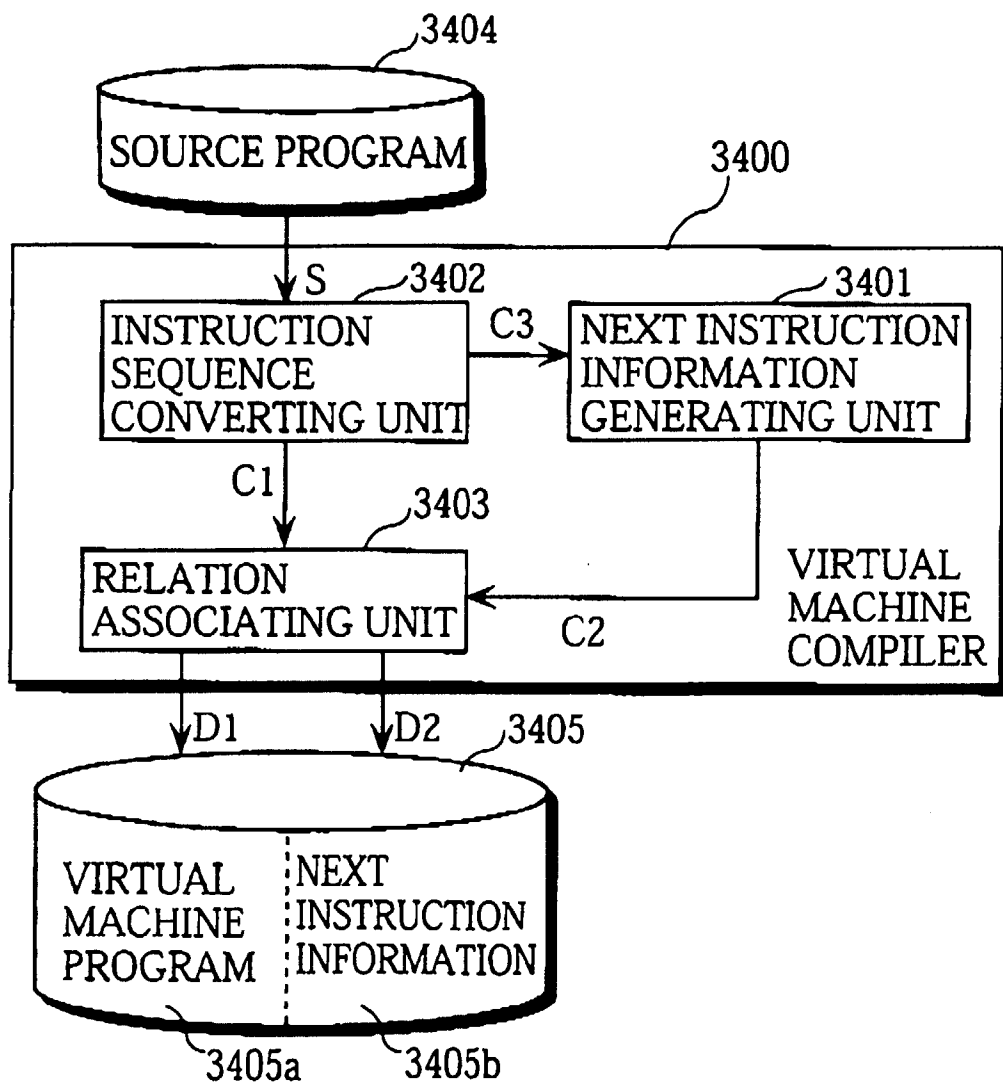 3404
SOURCE PROGRAM
3400
S
3402
3401
INSTRUCTION
SEQUENCE
CONVERTING UNIT
C3
NEXT INSTRUCTION
INFORMATION
GENERATING UNIT
C1
3403
RELATION
ASSOCIATING UNIT
C2
VIRTUAL
MACHINE
COMPILER
D1
D2
3405
VIRTUAL
MACHINE
PROGRAM
NEXT
INSTRUCTION
INFORMATION
3405a
3405b